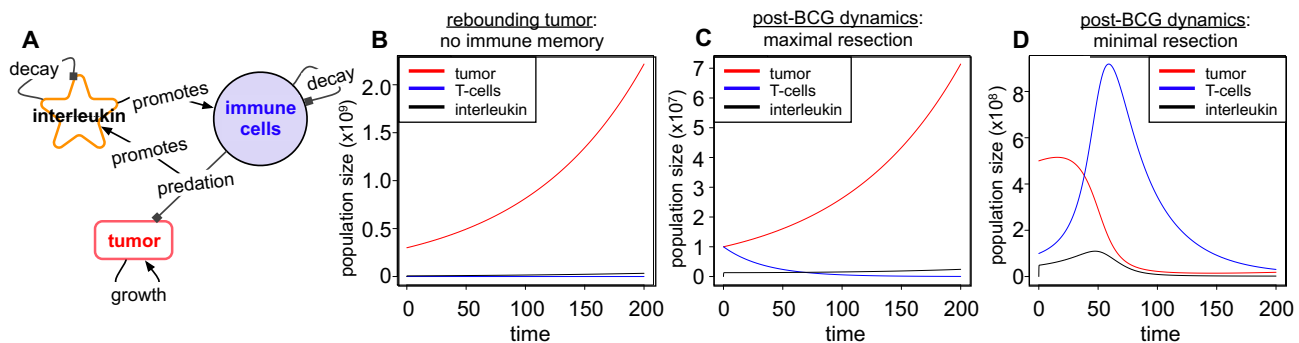 A
decay
interleukin
promotes
immune
cells
decay
promotes
predation
tumor
growth
rebounding tumor:
no immune memory
B
tumor
T-cells
interleukin
population size (x10⁹)
2.0
1.5
1.0
0.5
0
0 50 100 150 200
time
post-BCG dynamics:
maximal resection
C
tumor
T-cells
interleukin
population size (x10⁷)
7
6
5
4
3
2
1
0
0 50 100 150 200
time
post-BCG dynamics:
minimal resection
D
tumor
T-cells
interleukin
population size (x10⁸)
8
6
4
2
0
0 50 100 150 200
time